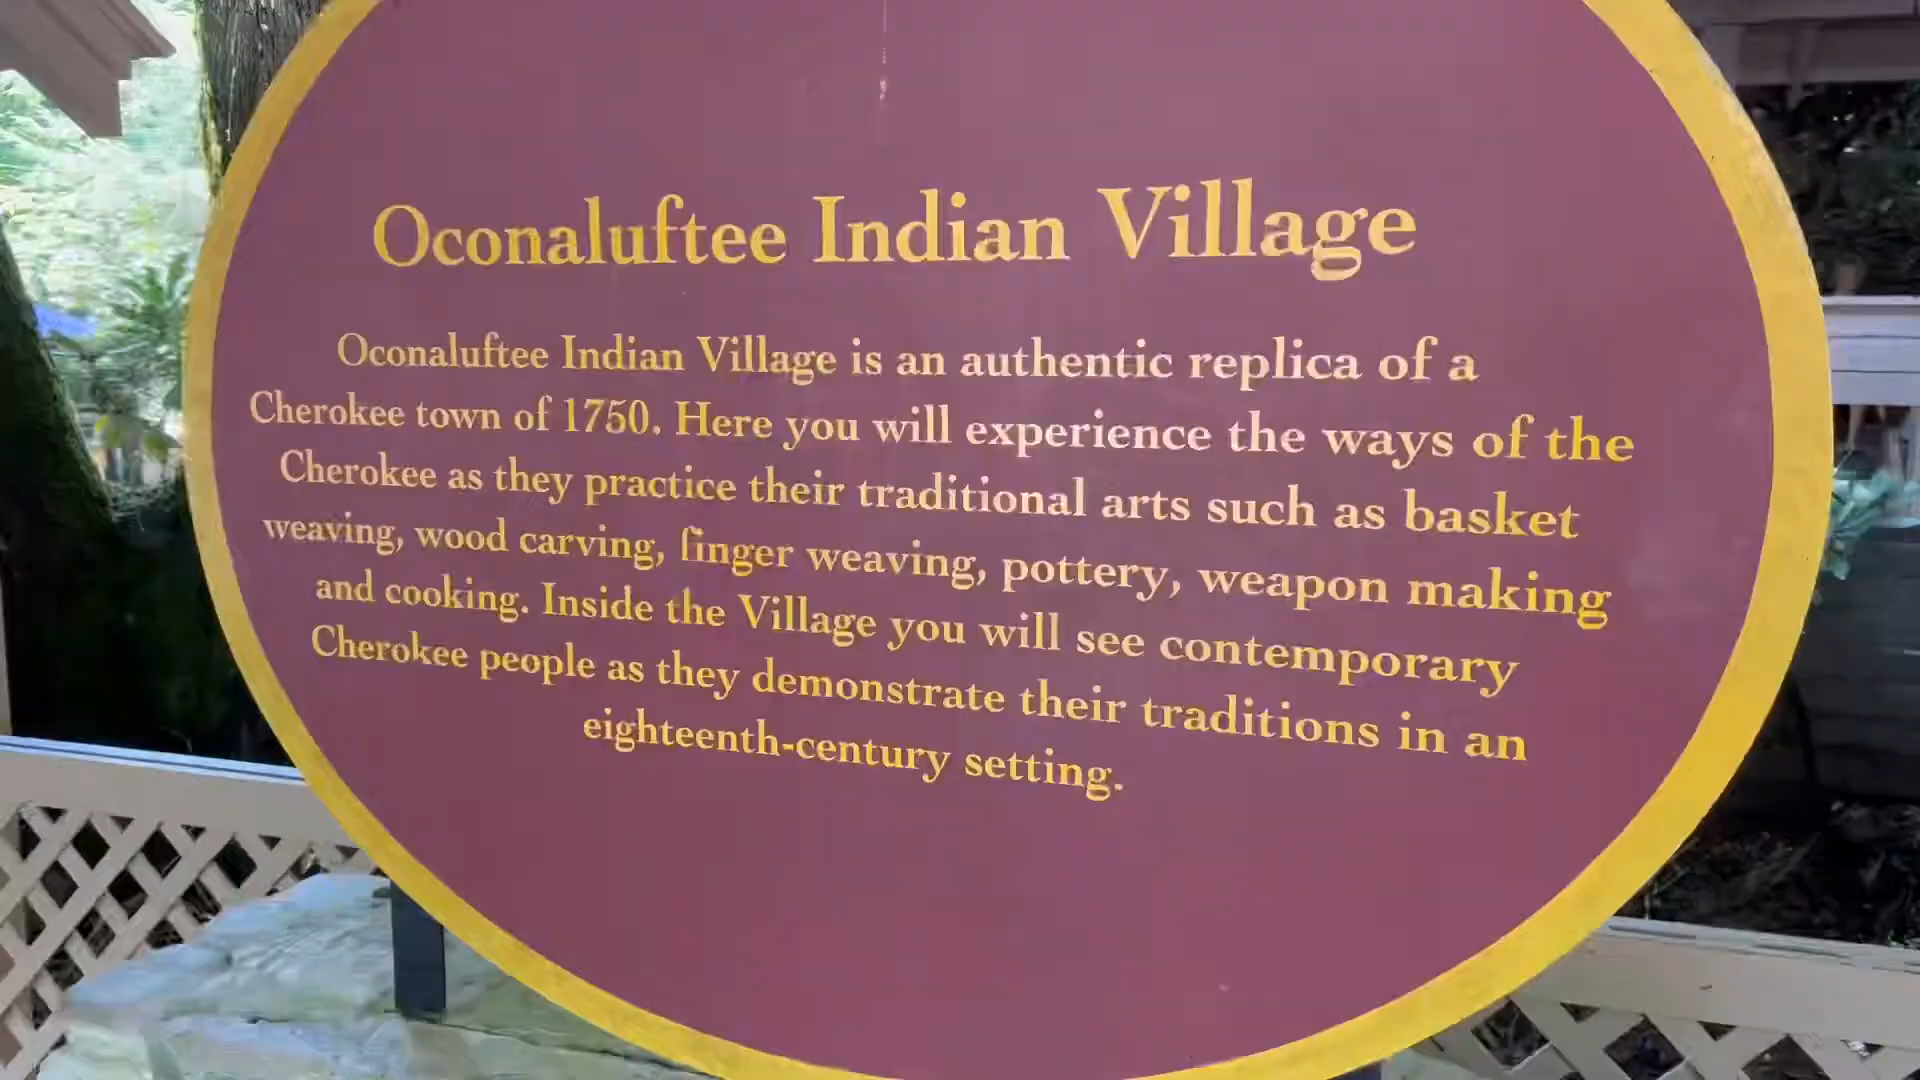 Oconaluftee Indian Village
Oconaluftee Indian Village is an authentic replica of a
Cherokee town of 1750. Here you will experience the ways of the
Cherokee as they practice their traditional arts such as basket
weaving, wood carving, finger weaving, pottery, weapon making
and cooking. Inside the Village you will see contemporary
Cherokee people as they demonstrate their traditions in an
eighteenth-century setting.